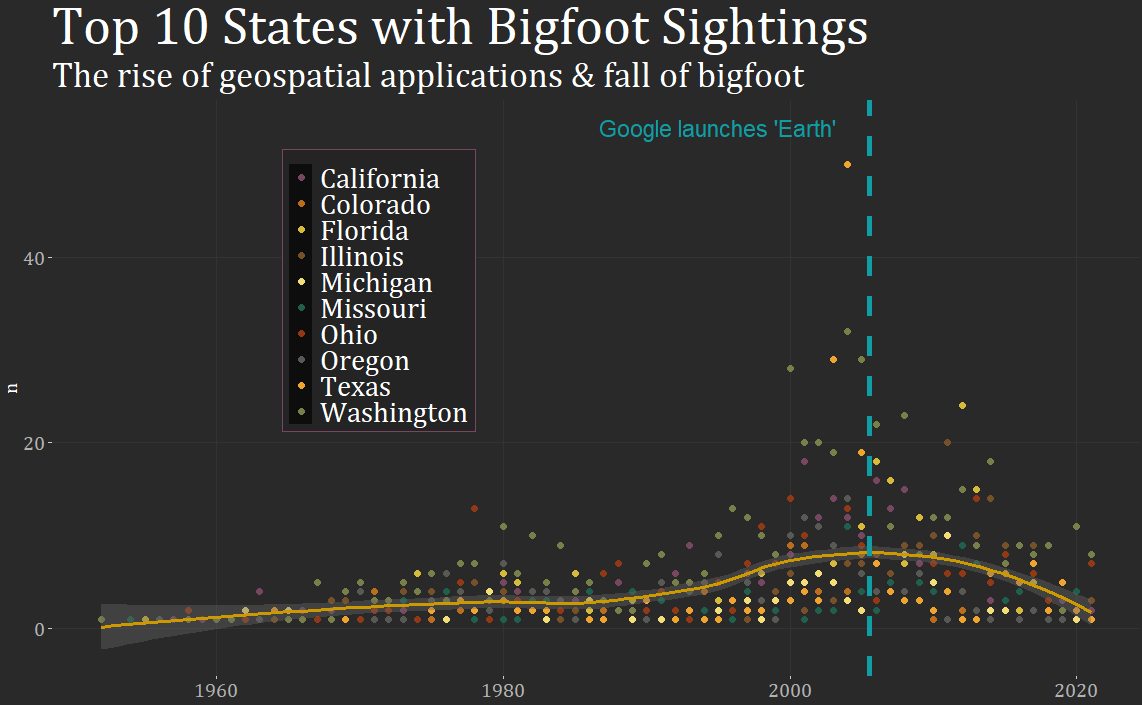 Top 10 States with Bigfoot Sightings
The rise of geospatial applications & fall of bigfoot
Google launches 'Earth'
California
Colorado
Florida
Illinois
Michigan
Missouri
Ohio
Oregon
Texas
Washington
40
20
0
n
1960 1980 2000 2020